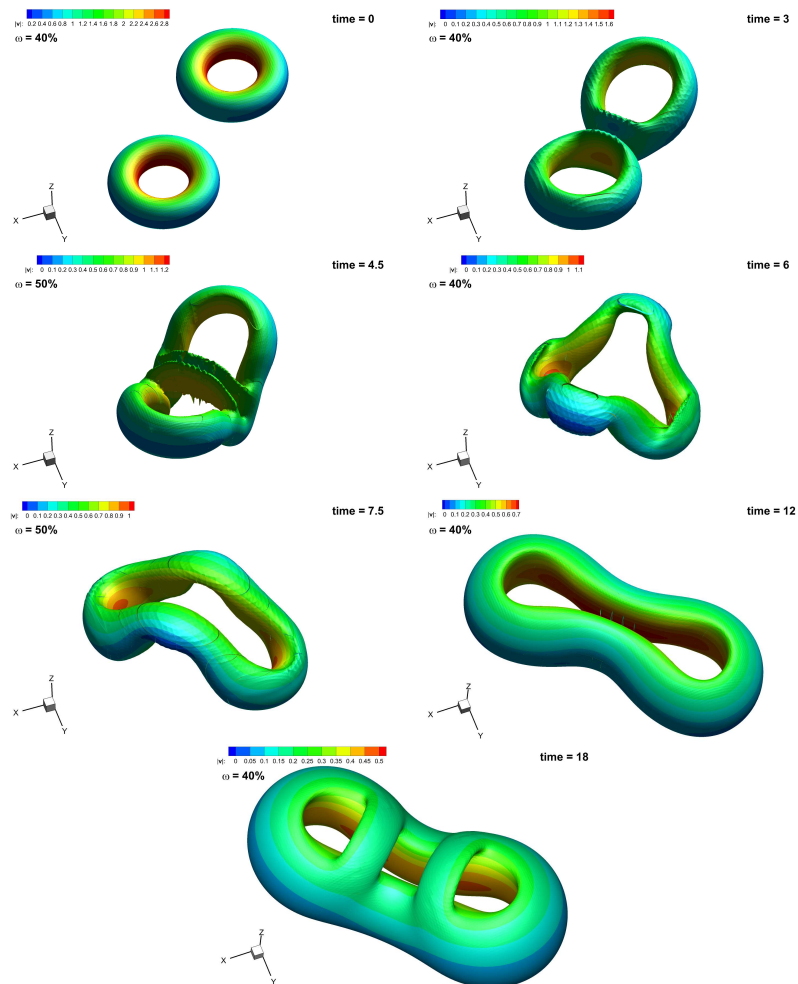 |v|: 0.2 0.4 0.6 0.8 1 1.2 1.4 1.6 1.8 2 2.2 2.4 2.6 2.8
time = 0
ω = 40%
Z
X
Y
|v|: 0 0.1 0.2 0.3 0.4 0.5 0.6 0.7 0.8 0.9 1 1.1 1.2 1.3 1.4 1.5 1.6
time = 3
ω = 40%
Z
X
Y
|v|: 0 0.1 0.2 0.3 0.4 0.5 0.6 0.7 0.8 0.9 1 1.1 1.2
time = 4.5
ω = 50%
Z
X
Y
|v|: 0 0.1 0.2 0.3 0.4 0.5 0.6 0.7 0.8 0.9 1 1.1
time = 6
ω = 40%
Z
X
Y
|v|: 0 0.1 0.2 0.3 0.4 0.5 0.6 0.7 0.8 0.9 1
time = 7.5
ω = 50%
Z
X
Y
|v|: 0 0.1 0.2 0.3 0.4 0.5 0.6 0.7
time = 12
ω = 40%
Z
X
Y
|v|: 0 0.05 0.1 0.15 0.2 0.25 0.3 0.35 0.4 0.45 0.5
time = 18
ω = 40%
Z
X
Y